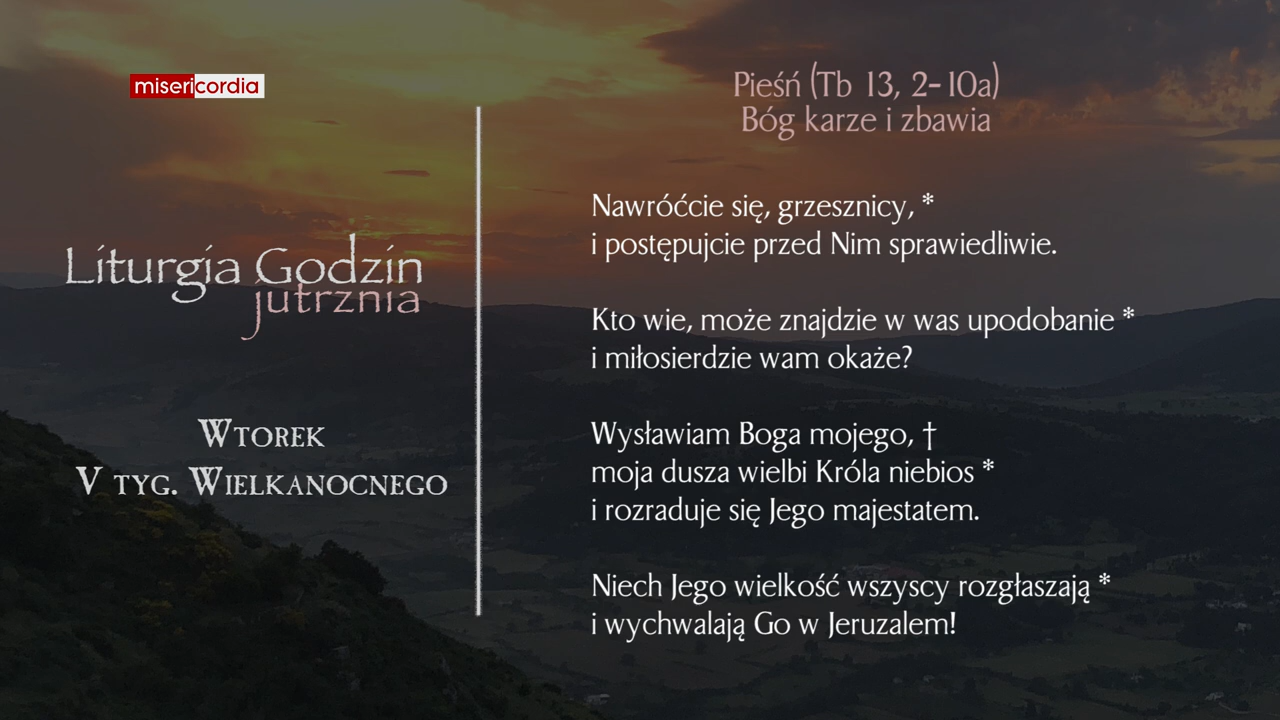 misericordia
Liturgia Godzin
jutrznia
Wtorek
V tyg. Wielkanocnego
Pieśń (Tb 13, 2-10a)
Bóg karze i zbawia
Nawróćcie się, grzesznicy, *
i postępujcie przed Nim sprawiedliwie.
Kto wie, może znajdzie w was upodobanie *
i miłosierdzie wam okaże?
Wysławiam Boga mojego, †
moja dusza wielbi Króla niebios *
i rozraduje się Jego majestatem.
Niech Jego wielkość wszyscy rozgłaszają *
i wychwalają Go w Jeruzalem!